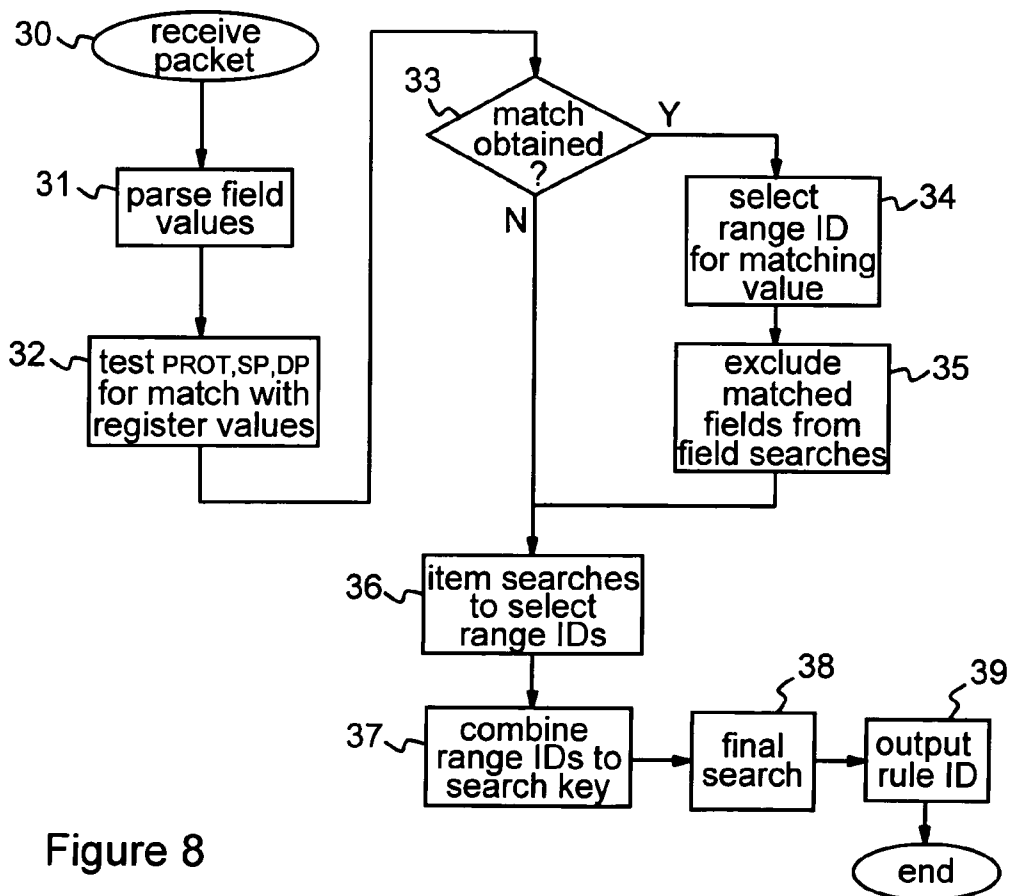 30
receive
packet
31
parse field
values
32
test PROT,SP,DP
for match with
register values
33
match
obtained
?
Y
N
34
select
range ID
for matching
value
35
exclude
matched
fields from
field searches
36
item searches
to select
range IDs
37
combine
range IDs to
search key
38
final
search
39
output
rule ID
end
Figure 8